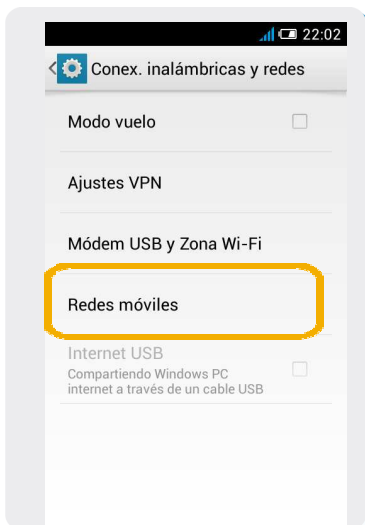 22:02
Conex. inalámbricas y redes
Modo vuelo
Ajustes VPN
Módem USB y Zona Wi-Fi
Redes móviles
Internet USB
Compartiendo Windows PC
internet a través de un cable USB